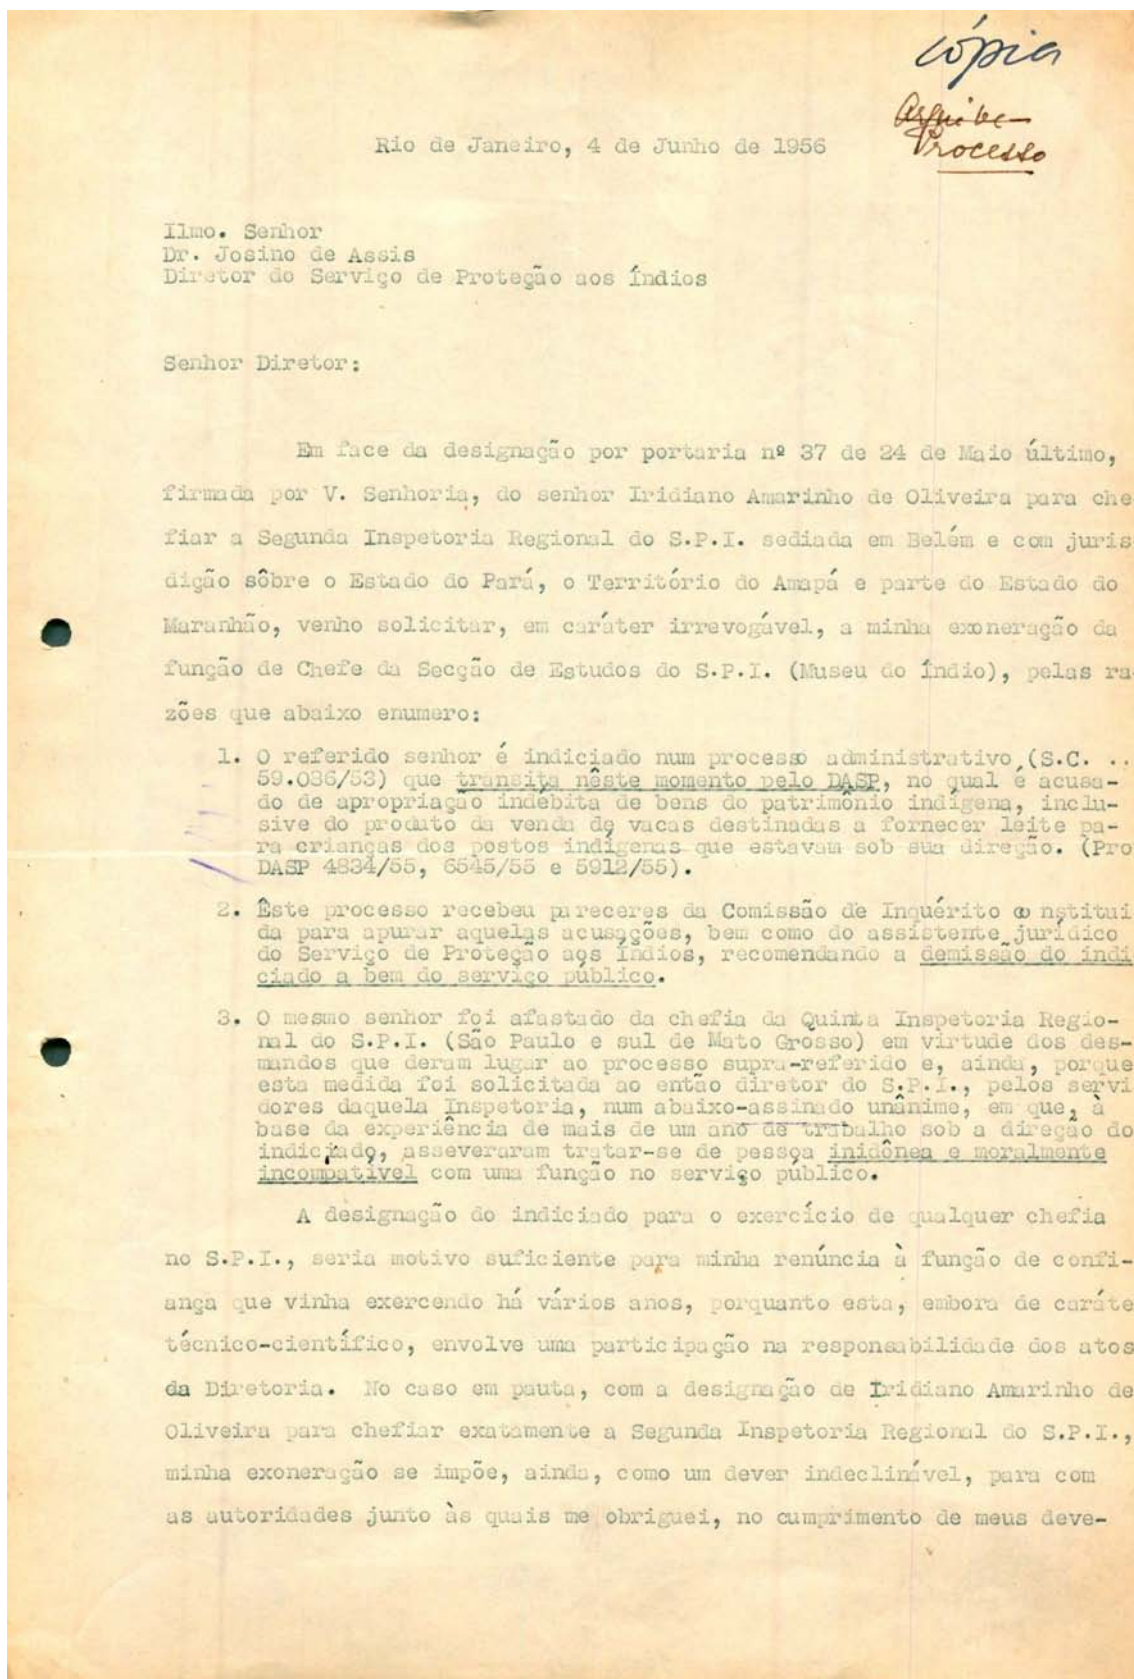 cópia
Arquive-
Processo
Rio de Janeiro, 4 de Junho de 1956
Ilmo. Senhor
Dr. Josino de Assis
Diretor do Serviço de Proteção aos Índios
Senhor Diretor:
Em face da designação por portaria nº 37 de 24 de Maio último,
firmada por V. Senhoria, do senhor Iridiano Amarinho de Oliveira para che
fiar a Segunda Inspetoria Regional do S.P.I. sediada em Belém e com juris
dição sôbre o Estado do Pará, o Território do Amapá e parte do Estado do
Maranhão, venho solicitar, em caráter irrevogável, a minha exoneração da
função de Chefe da Secção de Estudos do S.P.I. (Museu do Índio), pelas ra-
zões que abaixo enumero:
1. O referido senhor é indiciado num processo administrativo (S.C. ..
59.036/53) que transita nêste momento pelo DASP, no qual é acusa-
do de apropriação indébita de bens do patrimônio indígena, inclu-
sive do produto da venda de vacas destinadas a fornecer leite pa-
ra crianças dos postos indígenas que estavam sob sua direção. (Pro
DASP 4834/55, 6545/55 e 5912/55).
2. Êste processo recebeu pareceres da Comissão de Inquérito constitui
da para apurar aquelas acusações, bem como do assistente jurídico
do Serviço de Proteção aos Índios, recomendando a demissão do indi
ciado a bem do serviço público.
3. O mesmo senhor foi afastado da chefia da Quinta Inspetoria Regio-
nal do S.P.I. (São Paulo e sul de Mato Grosso) em virtude dos des-
mandos que deram lugar ao processo supra-referido e, ainda, porque
esta medida foi solicitada ao então diretor do S.P.I., pelos servi
dores daquela Inspetoria, num abaixo-assinado unânime, em que, à
base da experiência de mais de um ano de trabalho sob a direção do
indiciado, asseveraram tratar-se de pessoa inidônea e moralmente
incompatível com uma função no serviço público.
A designação do indiciado para o exercício de qualquer chefia
no S.P.I., seria motivo suficiente para minha renúncia à função de confi-
ança que vinha exercendo há vários anos, porquanto esta, embora de caráte
técnico-científico, envolve uma participação na responsabilidade dos atos
da Diretoria. No caso em pauta, com a designação de Iridiano Amarinho de
Oliveira para chefiar exatamente a Segunda Inspetoria Regional do S.P.I.,
minha exoneração se impõe, ainda, como um dever indeclinável, para com
as autoridades junto às quais me obriguei, no cumprimento de meus deve-